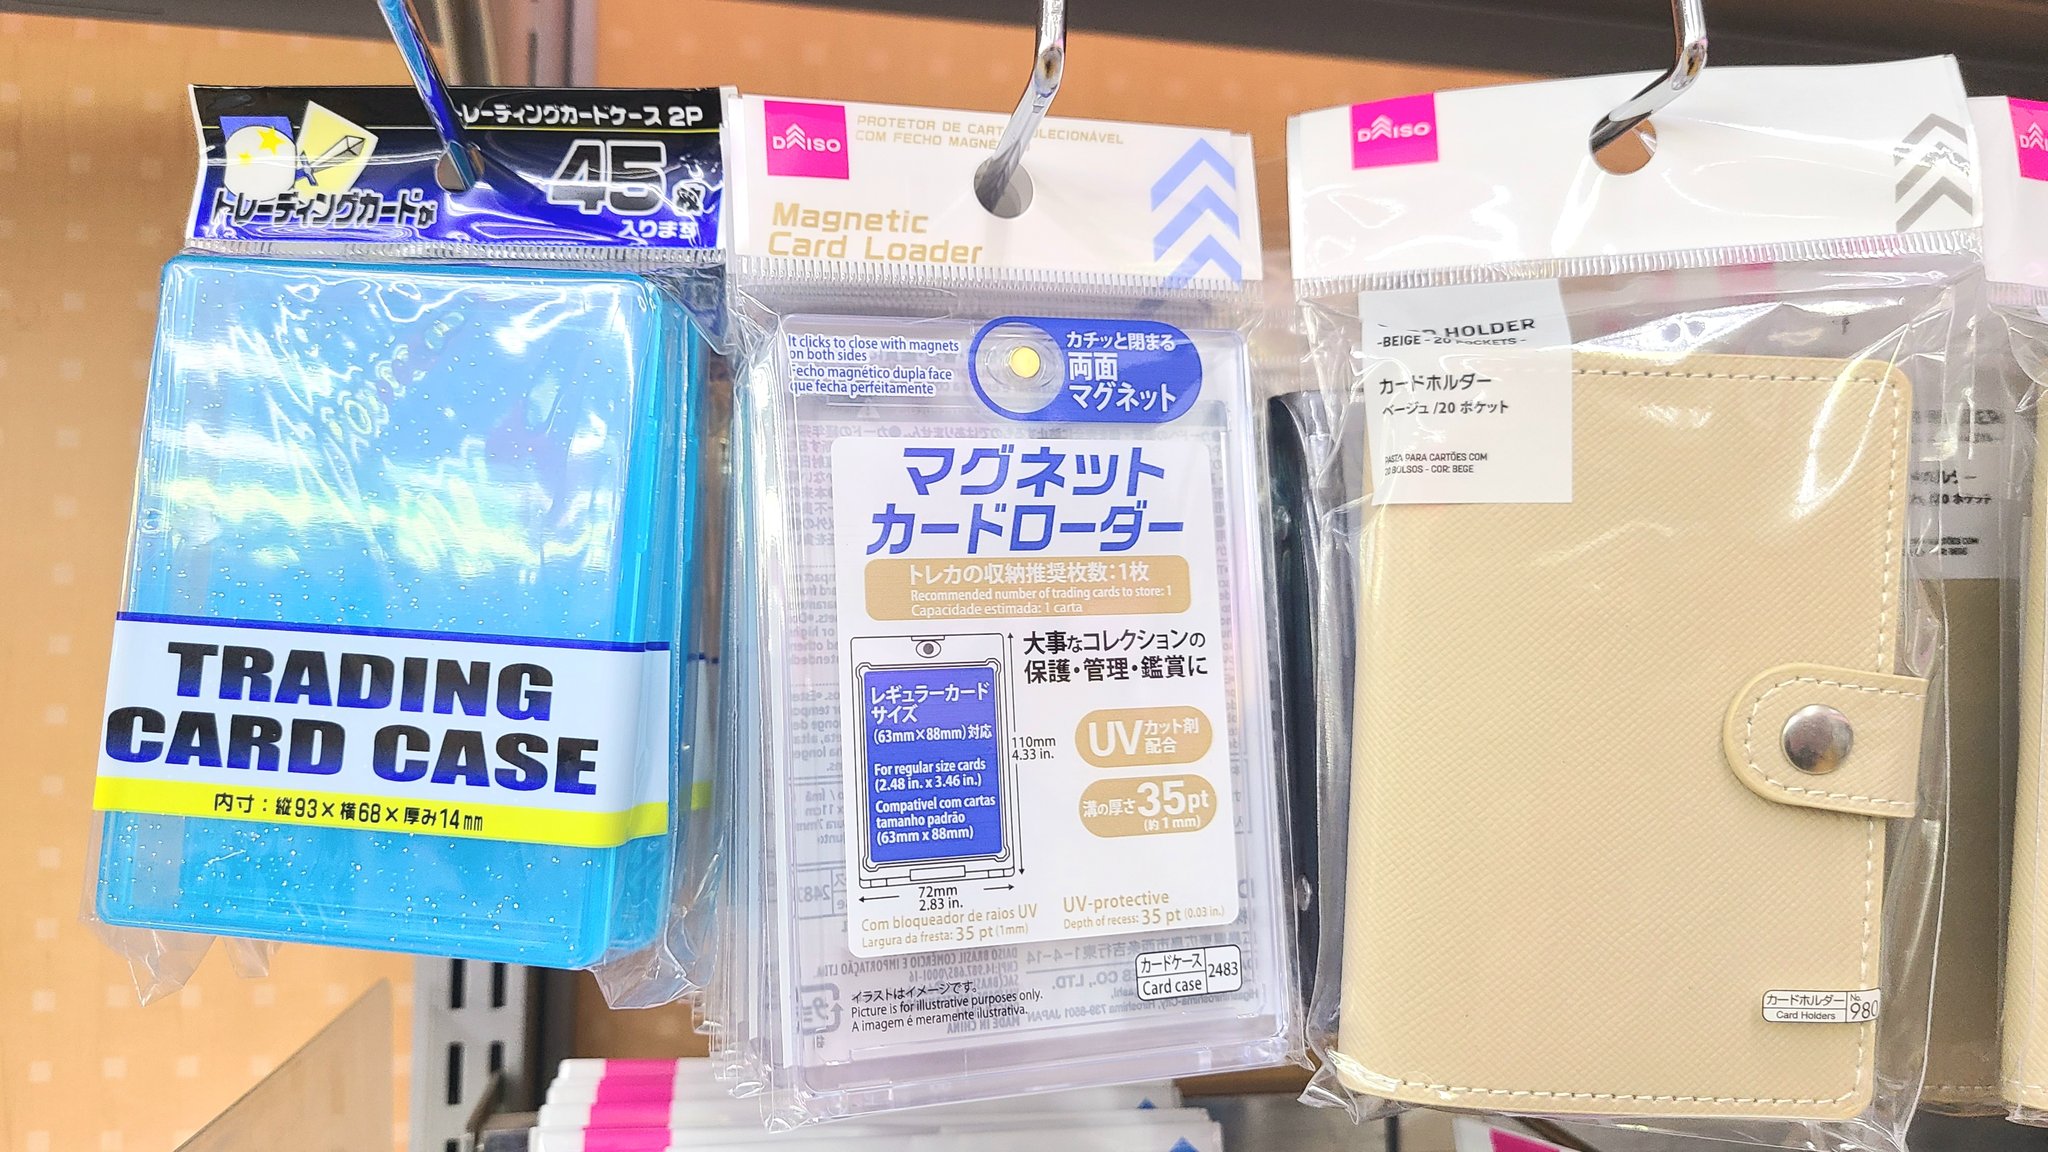 トレーディングカードケース 2P
トレーディングカードが
45枚
入ります
TRADING
CARD CASE
内寸:縦93×横68×厚み14mm
DAISO
PROTETOR DE CARTA COLECIONÁVEL
COM FECHO
Magnetic
Card Loader
It clicks to close with magnets
on both sides
Fecho magnético dupla face
que fecha perfeitamente
カチッと閉まる
両面
マグネット
マグネット
カードローダー
トレカの収納推奨枚数:1枚
Recommended number of trading cards to store: 1
Capacidade estimada: 1 carta
大事なコレクションの
保護・管理・鑑賞に
レギュラーカード
サイズ
(63mm×88mm)対応
For regular size cards
(2.48 in. x 3.46 in.)
Compatível com cartas
tamanho padrão
(63mm x 88mm)
110mm
4.33 in.
72mm
2.83 in.
UVカット剤
配合
溝の厚さ35pt
(約1mm)
Com bloqueador de raios UV
Largura da fresta: 35 pt (1mm)
UV-protective
Depth of recess: 35 pt (0.03 in.)
カードケース
Card case
2483
イラストはイメージです。
Picture is for illustrative purposes only.
A imagem é meramente ilustrativa.
DAISO
HOLDER
-BEIGE - 20 POCKETS -
カードホルダー
ベージュ/20 ポケット
PASTA PARA CARTÕES COM
20 BOLSOS - COR: BEGE
カードホルダー
Card Holders
No.
980